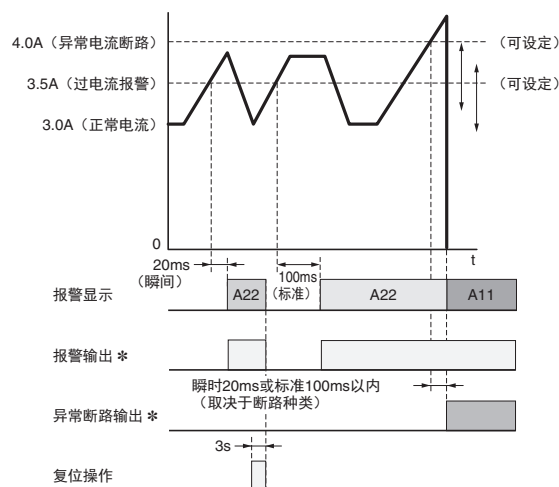 4.0A（异常电流断路）
（可设定）
3.5A（过电流报警）
（可设定）
3.0A（正常电流）
0
t
20ms
（瞬间）
100ms
（标准）
报警显示
A22
A22
A11
报警输出＊
瞬时20ms或标准100ms以内
（取决于断路种类）
异常断路输出＊
3s
复位操作